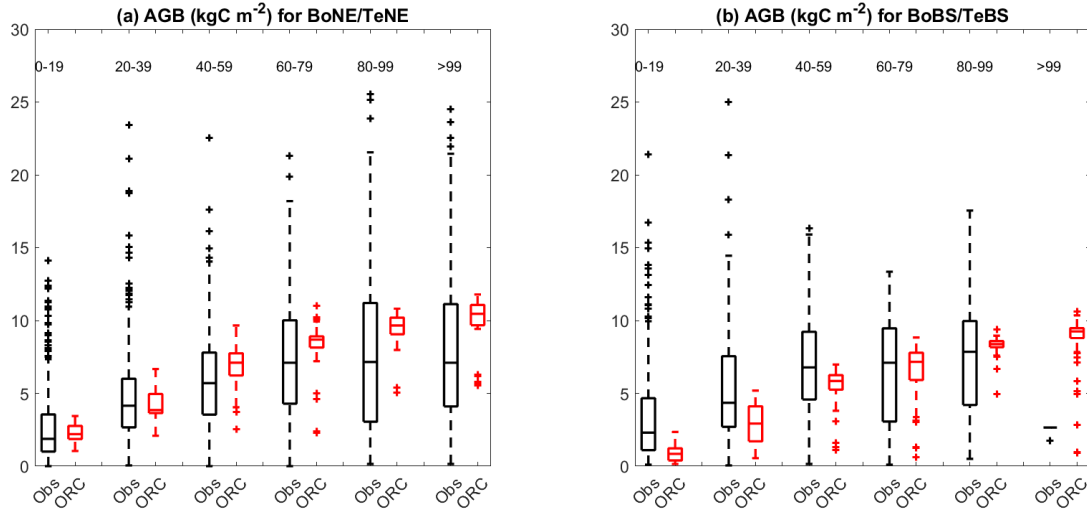 (a) AGB (kgC m-2) for BoNE/TeNE
30
25
20
15
10
5
0
0-19 20-39 40-59 60-79 80-99 >99
Obs ORC Obs ORC Obs ORC Obs ORC Obs ORC Obs ORC
(b) AGB (kgC m-2) for BoBS/TeBS
30
25
20
15
10
5
0
0-19 20-39 40-59 60-79 80-99 >99
Obs ORC Obs ORC Obs ORC Obs ORC Obs ORC Obs ORC